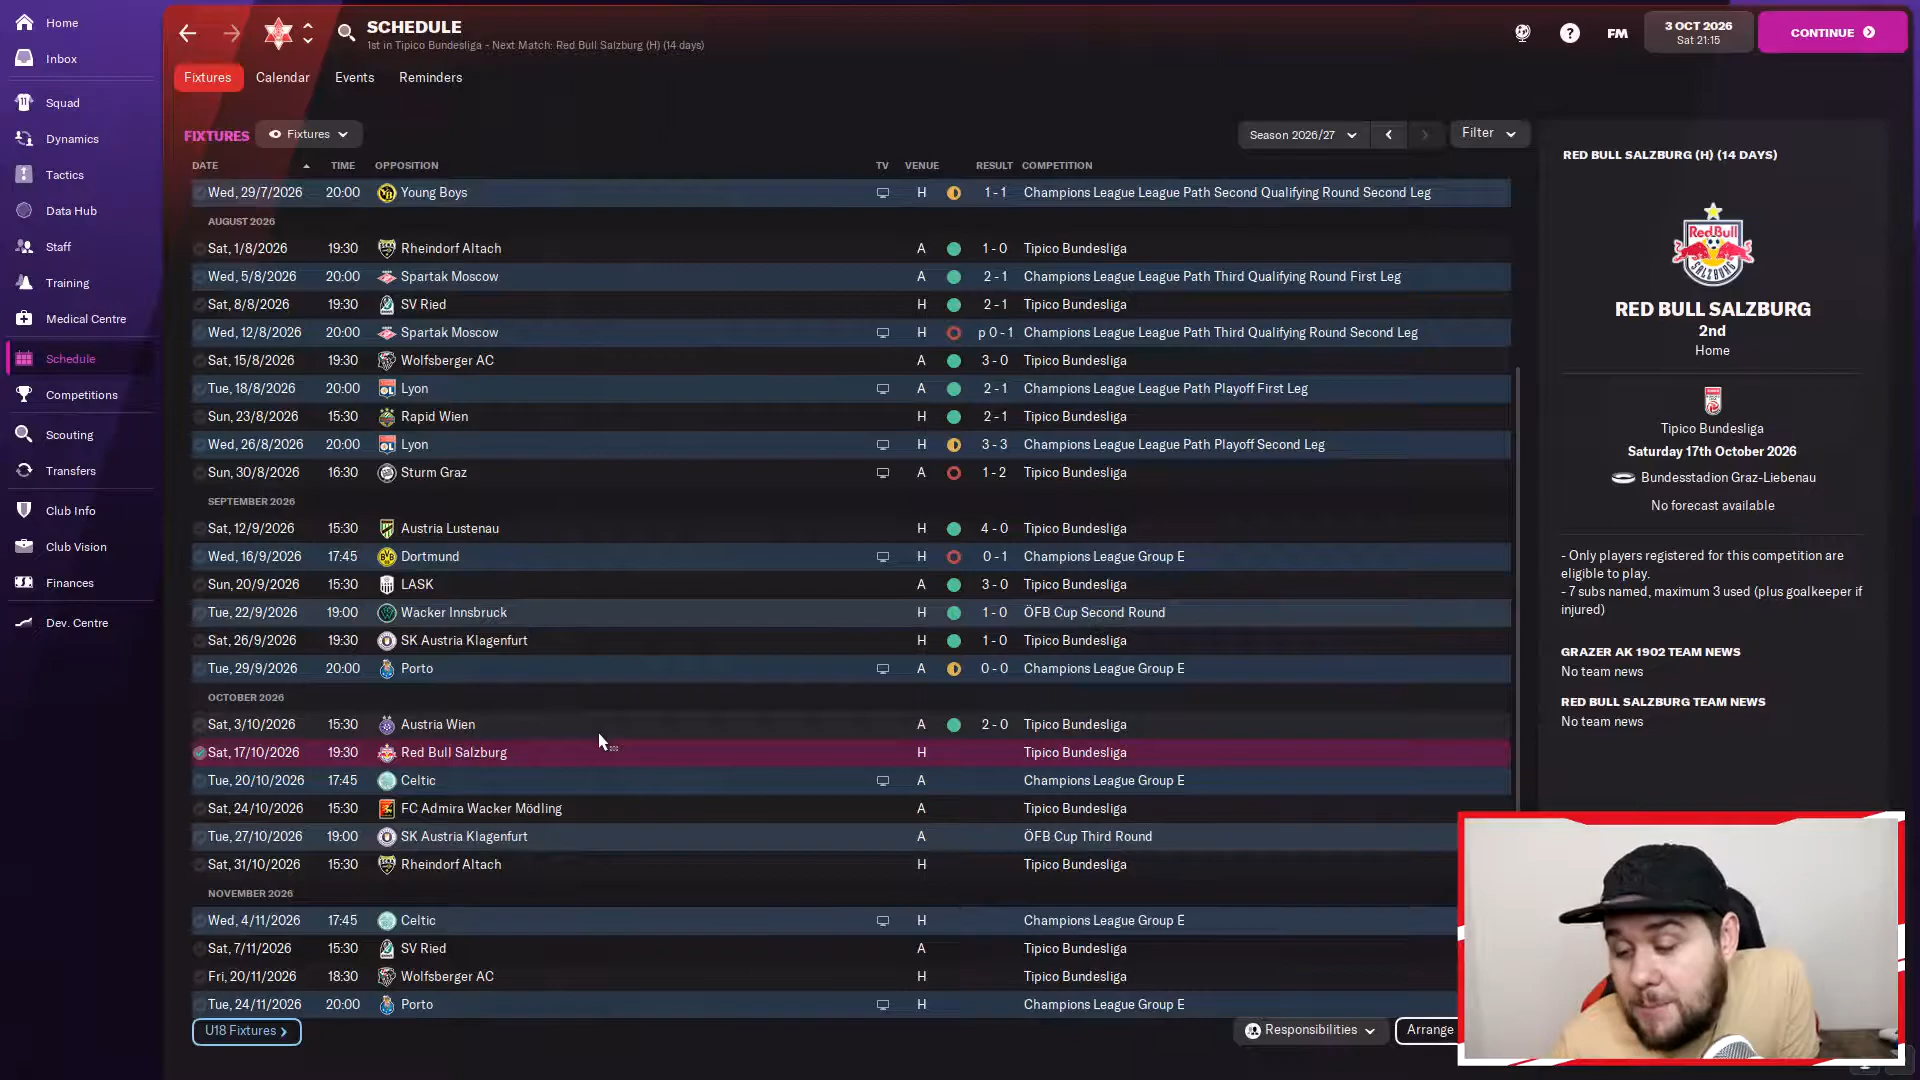 Home
Inbox
Squad
Dynamics
Tactics
Data Hub
Staff
Training
Medical Centre
Schedule
Competitions
Scouting
Transfers
Club Info
Club Vision
Finances
Dev. Centre
SCHEDULE
1st in Tipico Bundesliga - Next Match: Red Bull Salzburg (H) (14 days)
FM
3 OCT 2026
Sat 21:15
CONTINUE
Fixtures Calendar Events Reminders
FIXTURES Fixtures Season 2026/27 Filter
DATE TIME OPPOSITION TV VENUE RESULT COMPETITION
Wed, 29/7/2026 20:00 Young Boys H 1 - 1 Champions League League Path Second Qualifying Round Second Leg
AUGUST 2026
Sat, 1/8/2026 19:30 Rheindorf Altach A 1 - 0 Tipico Bundesliga
Wed, 5/8/2026 20:00 Spartak Moscow A 2 - 1 Champions League League Path Third Qualifying Round First Leg
Sat, 8/8/2026 19:30 SV Ried H 2 - 1 Tipico Bundesliga
Wed, 12/8/2026 20:00 Spartak Moscow H p 0 - 1 Champions League League Path Third Qualifying Round Second Leg
Sat, 15/8/2026 19:30 Wolfsberger AC A 3 - 0 Tipico Bundesliga
Tue, 18/8/2026 20:00 Lyon A 2 - 1 Champions League League Path Playoff First Leg
Sun, 23/8/2026 15:30 Rapid Wien H 2 - 1 Tipico Bundesliga
Wed, 26/8/2026 20:00 Lyon H 3 - 3 Champions League League Path Playoff Second Leg
Sun, 30/8/2026 16:30 Sturm Graz A 1 - 2 Tipico Bundesliga
SEPTEMBER 2026
Sat, 12/9/2026 15:30 Austria Lustenau H 4 - 0 Tipico Bundesliga
Wed, 16/9/2026 17:45 Dortmund H 0 - 1 Champions League Group E
Sun, 20/9/2026 15:30 LASK A 3 - 0 Tipico Bundesliga
Tue, 22/9/2026 19:00 Wacker Innsbruck H 1 - 0 ÖFB Cup Second Round
Sat, 26/9/2026 19:30 SK Austria Klagenfurt H 1 - 0 Tipico Bundesliga
Tue, 29/9/2026 20:00 Porto A 0 - 0 Champions League Group E
OCTOBER 2026
Sat, 3/10/2026 15:30 Austria Wien A 2 - 0 Tipico Bundesliga
Sat, 17/10/2026 19:30 Red Bull Salzburg H Tipico Bundesliga
Tue, 20/10/2026 17:45 Celtic A Champions League Group E
Sat, 24/10/2026 15:30 FC Admira Wacker Mödling A Tipico Bundesliga
Tue, 27/10/2026 19:00 SK Austria Klagenfurt A ÖFB Cup Third Round
Sat, 31/10/2026 15:30 Rheindorf Altach H Tipico Bundesliga
NOVEMBER 2026
Wed, 4/11/2026 17:45 Celtic H Champions League Group E
Sat, 7/11/2026 15:30 SV Ried A Tipico Bundesliga
Fri, 20/11/2026 18:30 Wolfsberger AC H Tipico Bundesliga
Tue, 24/11/2026 20:00 Porto H Champions League Group E
U18 Fixtures Responsibilities Arrange
RED BULL SALZBURG (H) (14 DAYS)
RedBull
SALZBURG
RED BULL SALZBURG
2nd
Home
Tipico Bundesliga
Saturday 17th October 2026
Bundesstadion Graz-Liebenau
No forecast available
- Only players registered for this competition are
eligible to play.
- 7 subs named, maximum 3 used (plus goalkeeper if
injured)
GRAZER AK 1902 TEAM NEWS
No team news
RED BULL SALZBURG TEAM NEWS
No team news